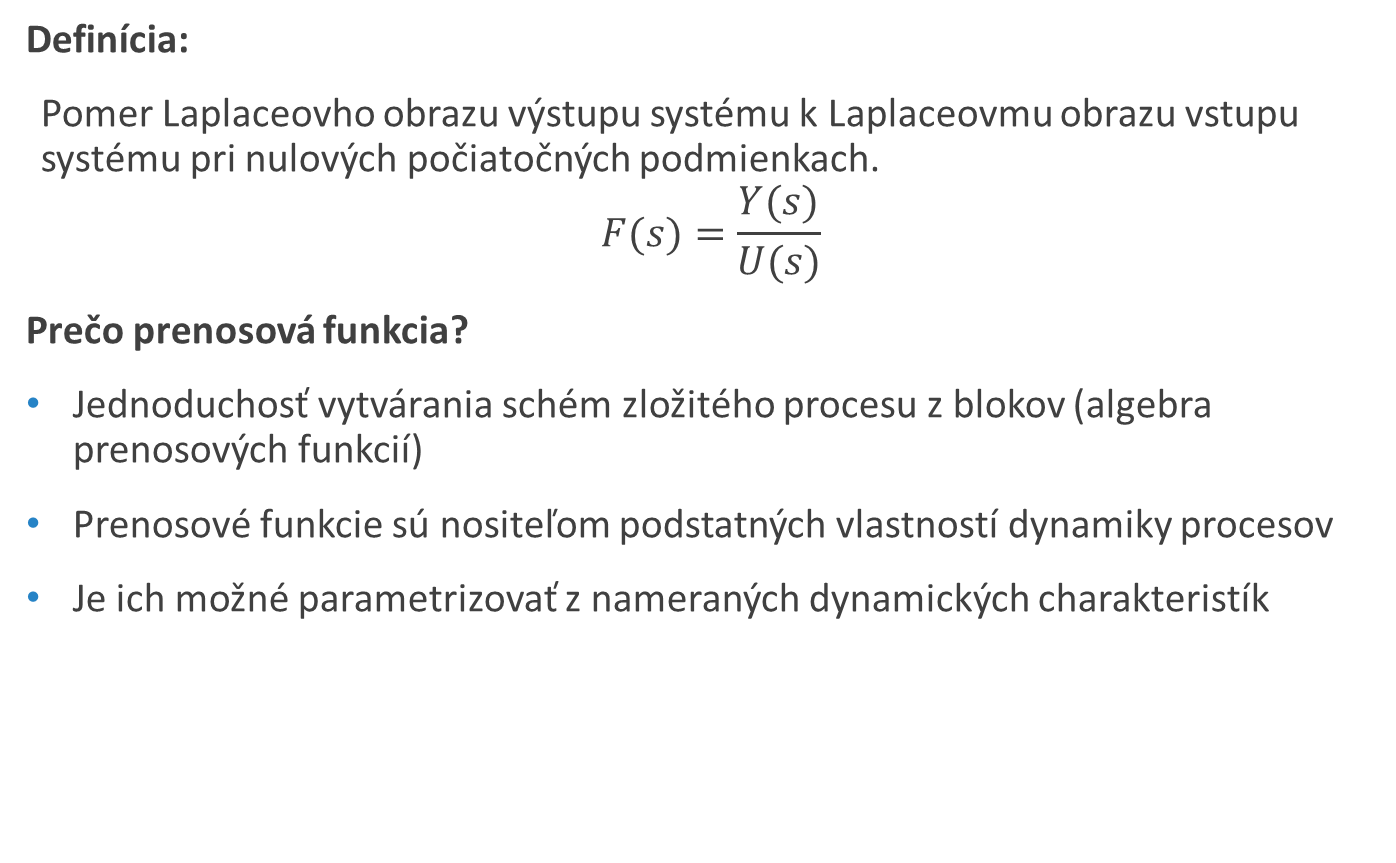 Definícia:
Pomer Laplaceovho obrazu výstupu systému k Laplaceovmu obrazu vstupu
systému pri nulových počiatočných podmienkach.
F(s) = Y(s) / U(s)
Prečo prenosová funkcia?
• Jednoduchosť vytvárania schém zložitého procesu z blokov (algebra
prenosových funkcií)
• Prenosové funkcie sú nositeľom podstatných vlastností dynamiky procesov
• Je ich možné parametrizovať z nameraných dynamických charakteristík